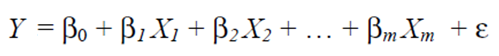 Y = β₀ + β₁X₁ + β₂X₂ + … + βₘXₘ + ε